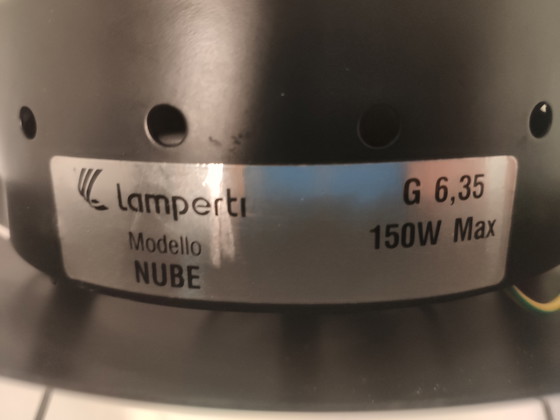 Lamperti
Modello
NUBE
G 6,35
150W Max